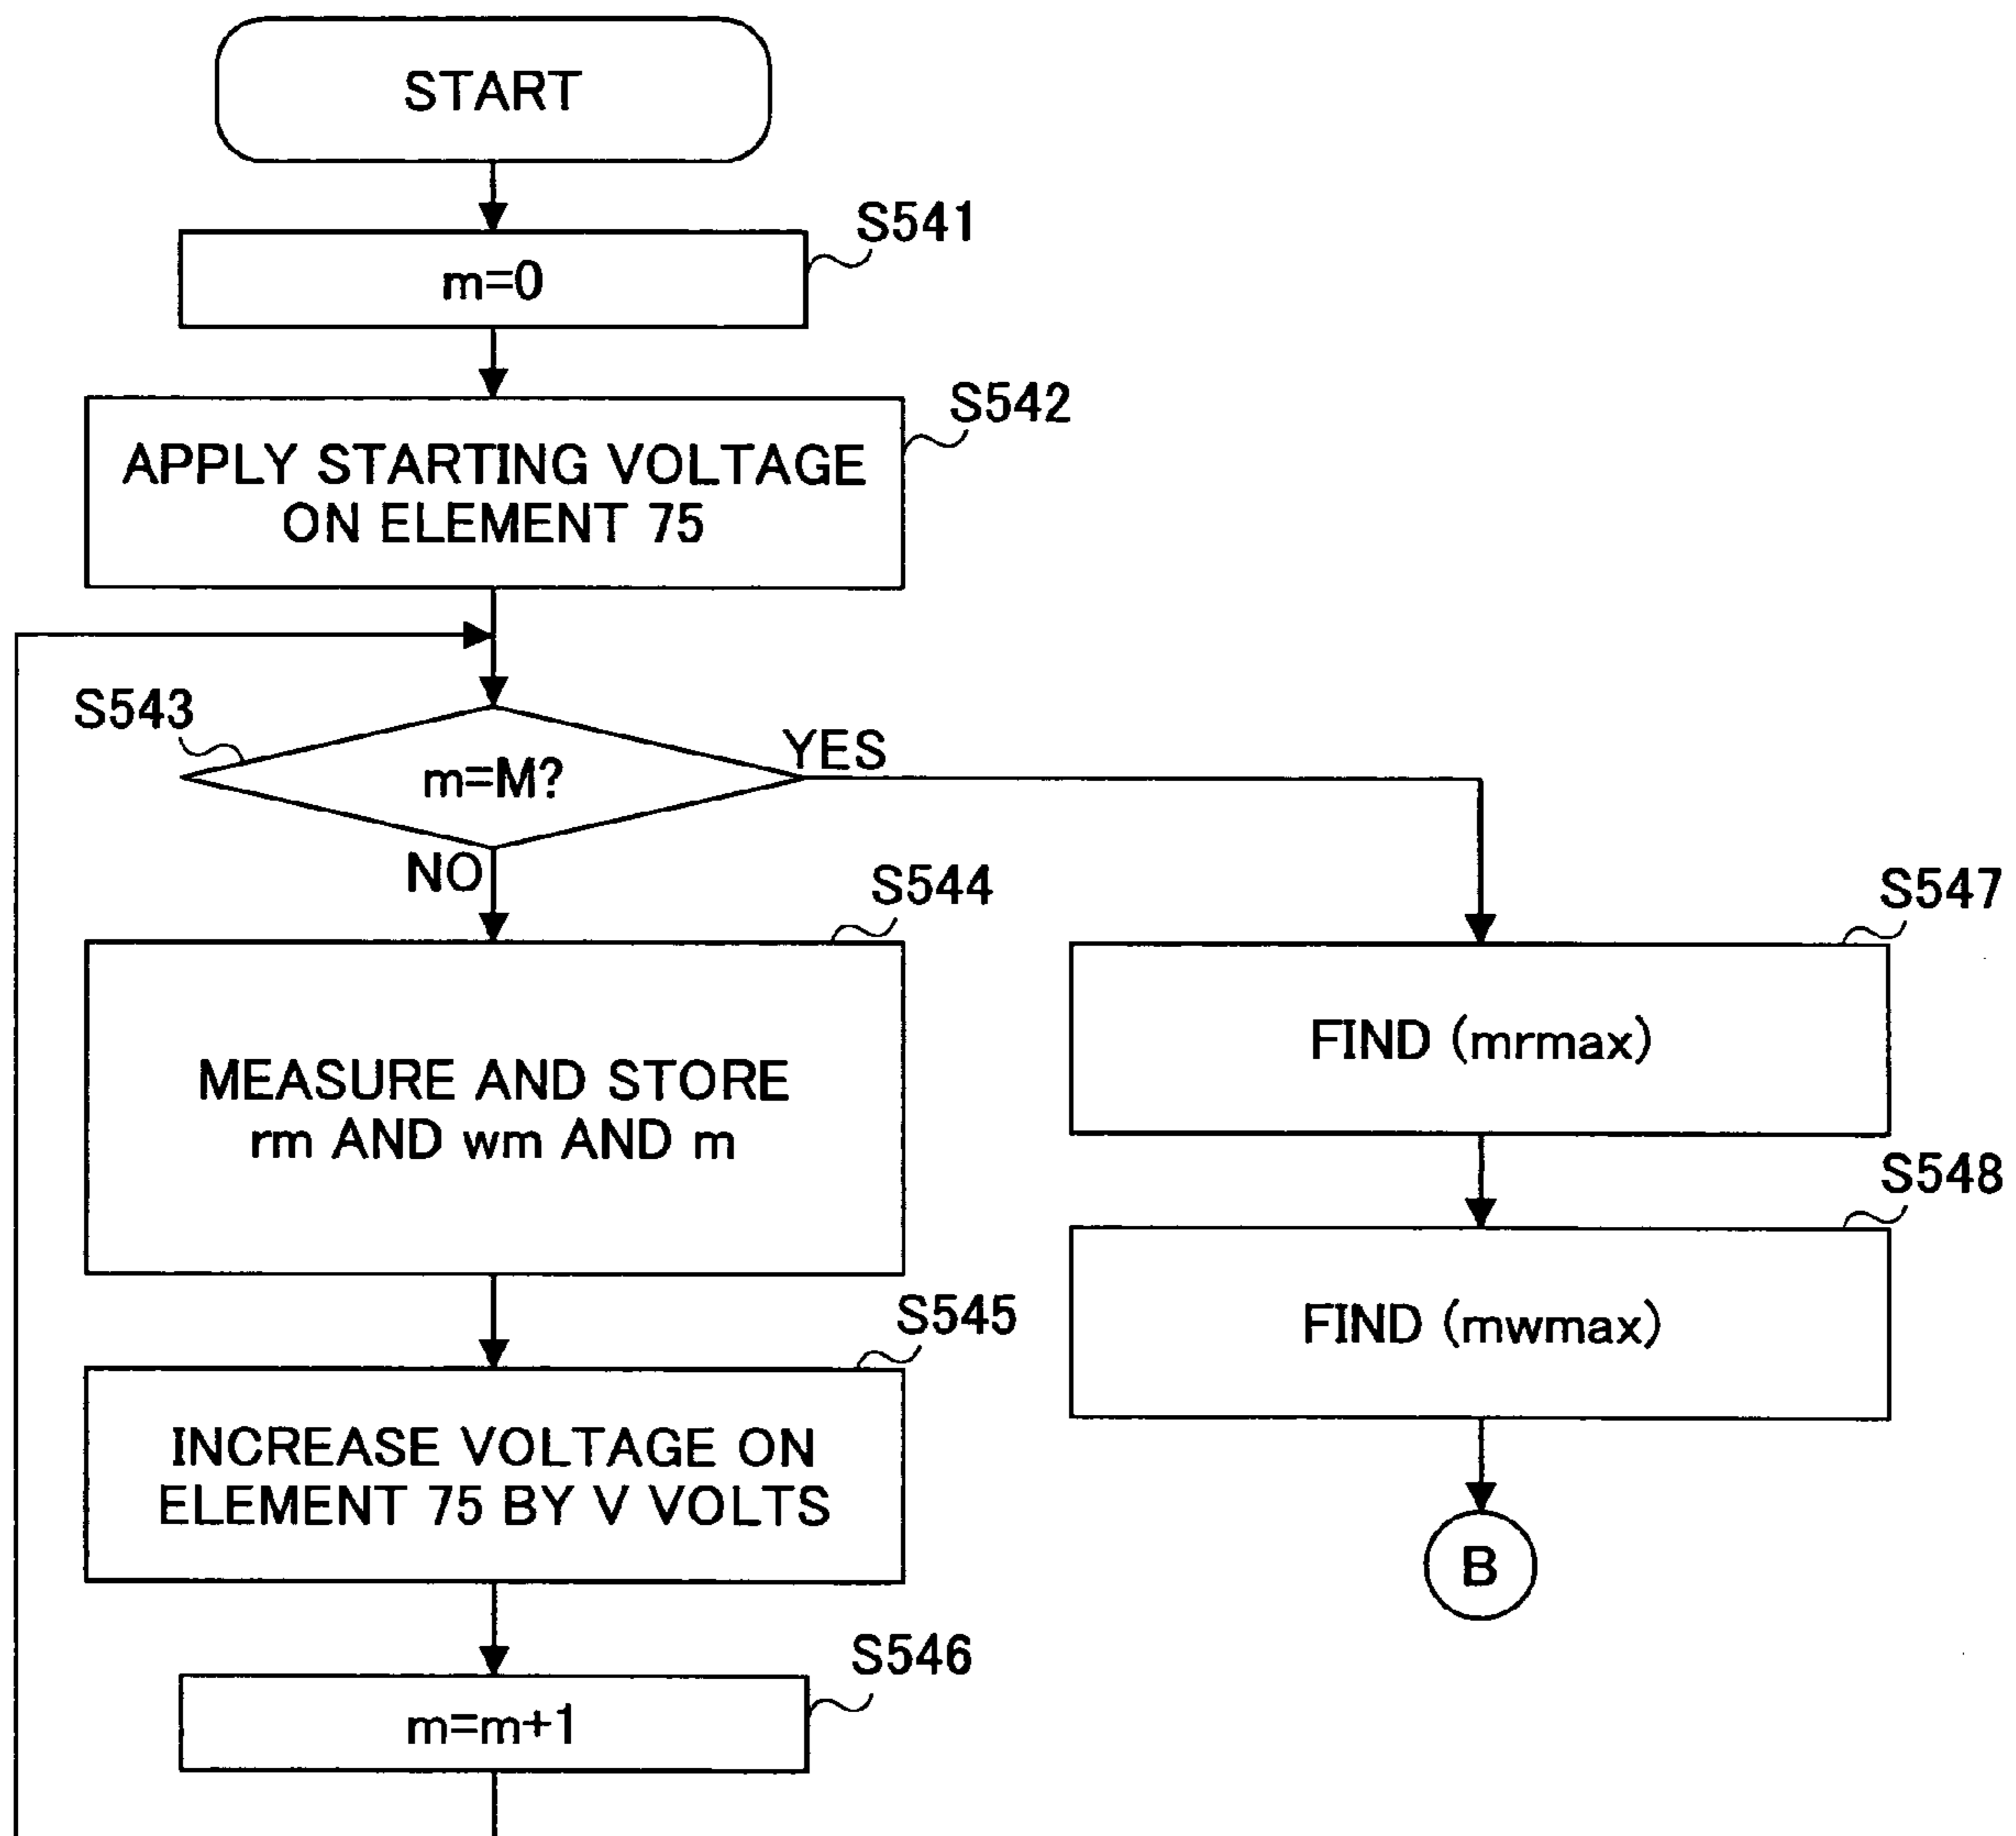 START
S541
m=0
S542
APPLY STARTING VOLTAGE
ON ELEMENT 75
S543
m=M?
YES
NO
S544
MEASURE AND STORE
rm AND wm AND m
S545
INCREASE VOLTAGE ON
ELEMENT 75 BY V VOLTS
S546
m=m+1
S547
FIND (mrmax)
S548
FIND (mwmax)
B